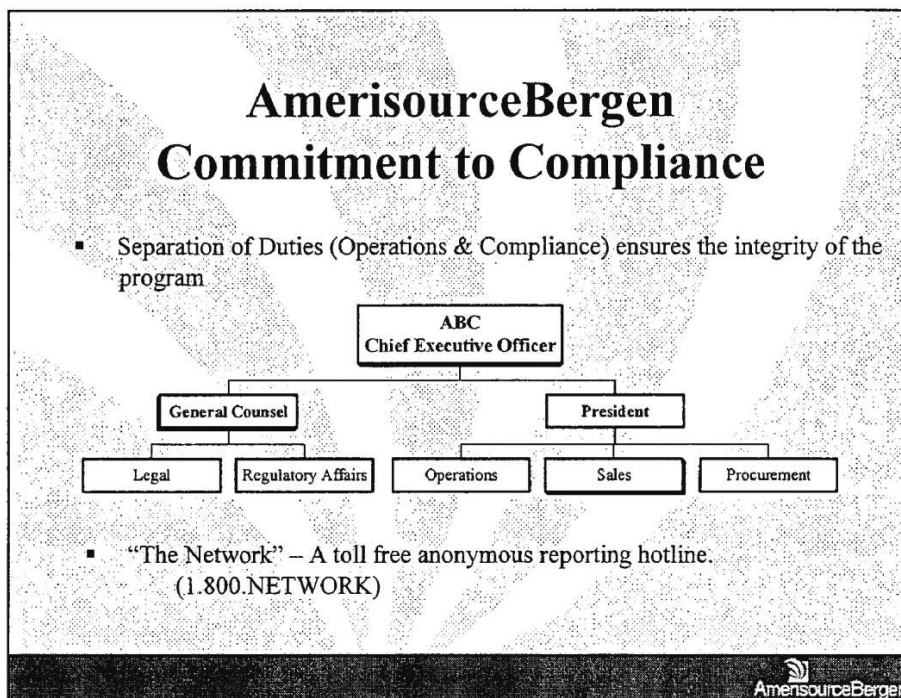 AmerisourceBergen
Commitment to Compliance
▪ Separation of Duties (Operations & Compliance) ensures the integrity of the
program
ABC
Chief Executive Officer
General Counsel
President
Legal
Regulatory Affairs
Operations
Sales
Procurement
▪ “The Network” – A toll free anonymous reporting hotline.
(1.800.NETWORK)
AmerisourceBergen